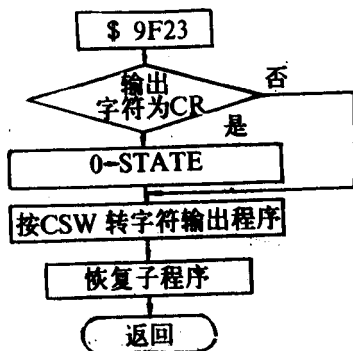 $ 9F23
输出
字符为CR
否
是
0→STATE
按CSW 转字符输出程序
恢复子程序
返回